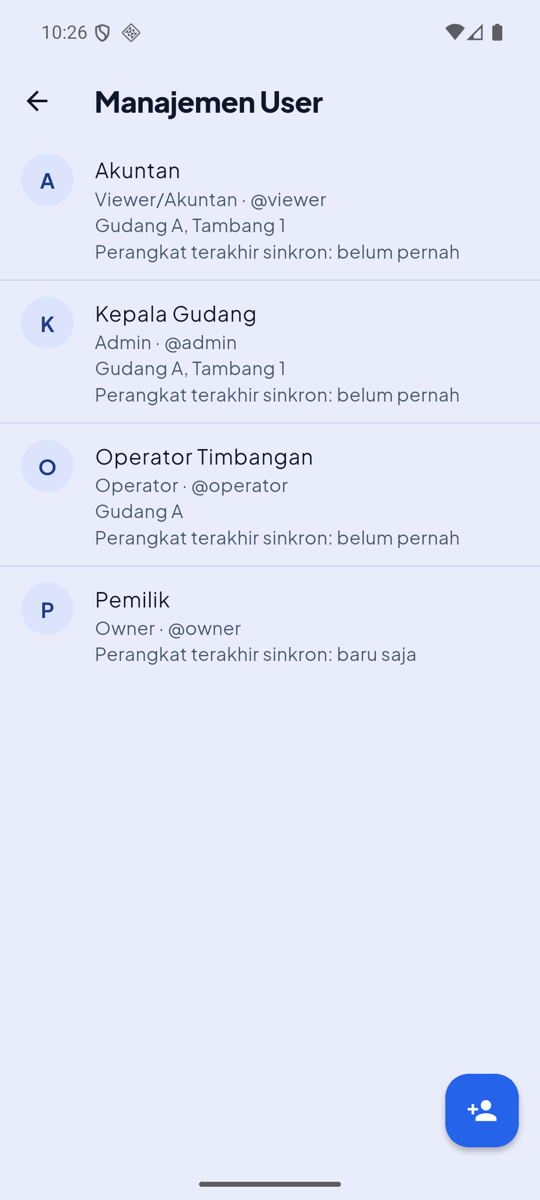 10:26
Manajemen User
A
Akuntan
Viewer/Akuntan · @viewer
Gudang A, Tambang 1
Perangkat terakhir sinkron: belum pernah
K
Kepala Gudang
Admin · @admin
Gudang A, Tambang 1
Perangkat terakhir sinkron: belum pernah
O
Operator Timbangan
Operator · @operator
Gudang A
Perangkat terakhir sinkron: belum pernah
P
Pemilik
Owner · @owner
Perangkat terakhir sinkron: baru saja